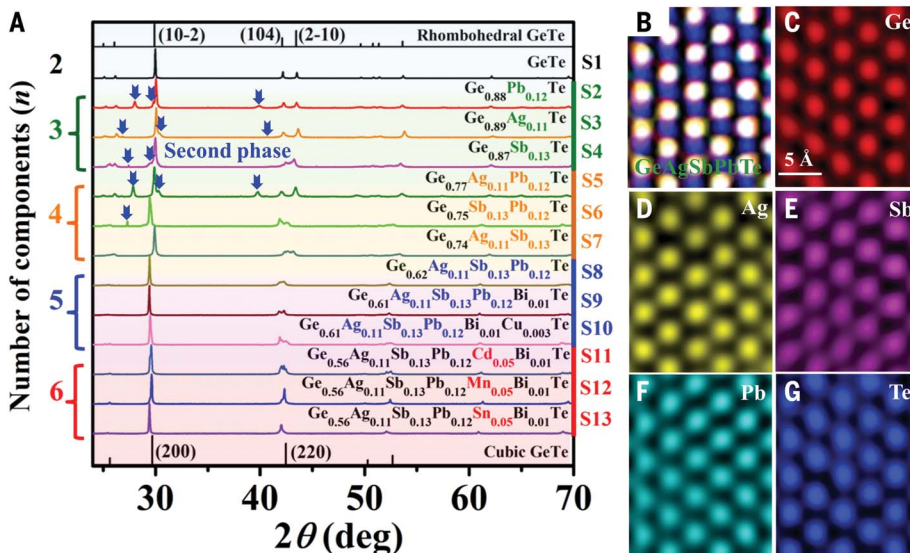 A
Number of components (n)
2
3
4
5
6
(10-2)
(104)
(2-10)
Rhombohedral GeTe
GeTe
S1
Ge0.88Pb0.12Te
S2
Ge0.89Ag0.11Te
S3
Second phase
Ge0.87Sb0.13Te
S4
Ge0.77Ag0.11Pb0.12Te
S5
Ge0.75Sb0.13Pb0.12Te
S6
Ge0.74Ag0.11Sb0.13Te
S7
Ge0.62Ag0.11Sb0.13Pb0.12Te
S8
Ge0.61Ag0.11Sb0.13Pb0.12Bi0.01Te
S9
Ge0.61Ag0.11Sb0.13Pb0.12Bi0.01Cu0.003Te
S10
Ge0.56Ag0.11Sb0.13Pb0.12Cd0.05Bi0.01Te
S11
Ge0.56Ag0.11Sb0.13Pb0.12Mn0.05Bi0.01Te
S12
Ge0.56Ag0.11Sb0.13Pb0.12Sn0.05Bi0.01Te
S13
(200)
(220)
Cubic GeTe
30
40
50
60
70
2θ (deg)
B
GeAgSbPbTe
C
Ge
5 Å
D
Ag
E
Sb
F
Pb
G
Te